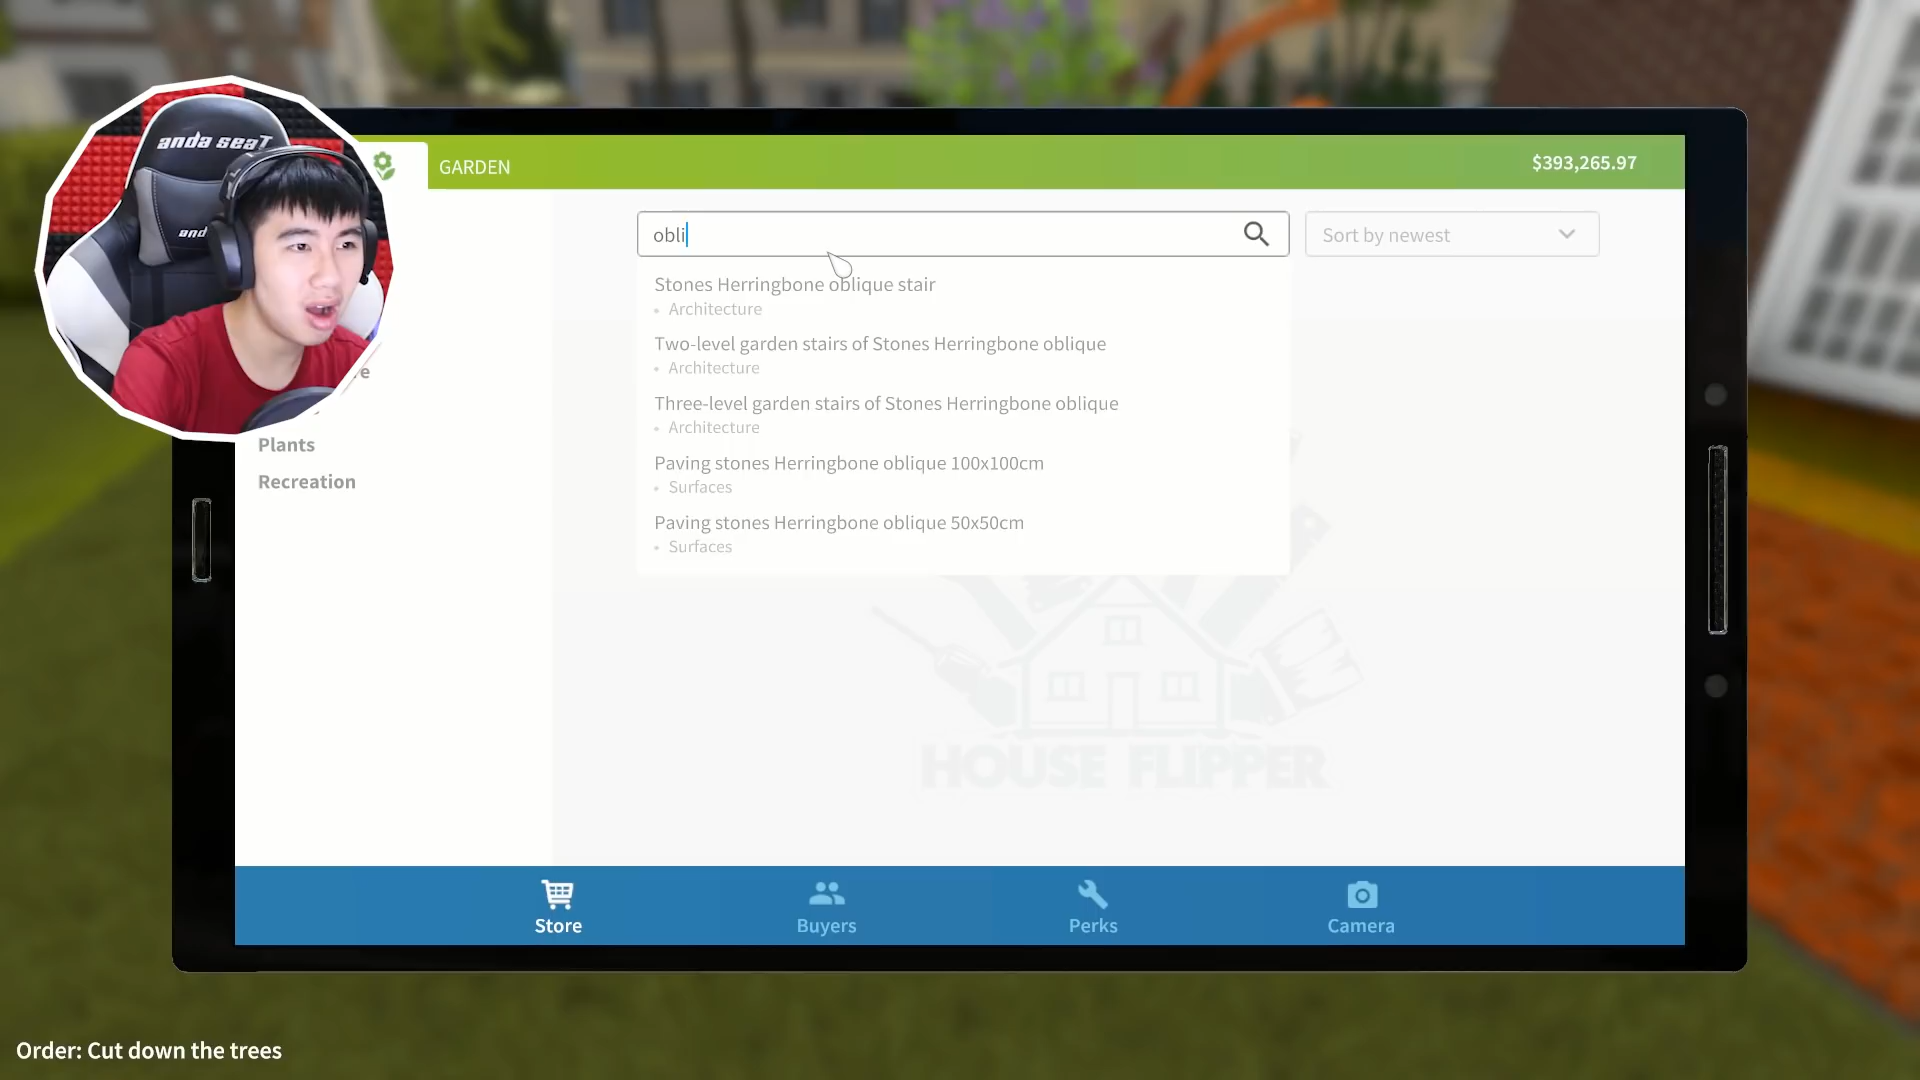 anda seaT
and
GARDEN
$393,265.97
obli
Sort by newest
Stones Herringbone oblique stair
• Architecture
Two-level garden stairs of Stones Herringbone oblique
• Architecture
Three-level garden stairs of Stones Herringbone oblique
• Architecture
Paving stones Herringbone oblique 100x100cm
• Surfaces
Paving stones Herringbone oblique 50x50cm
• Surfaces
Plants
Recreation
HOUSE FLIPPER
Store
Buyers
Perks
Camera
Order: Cut down the trees